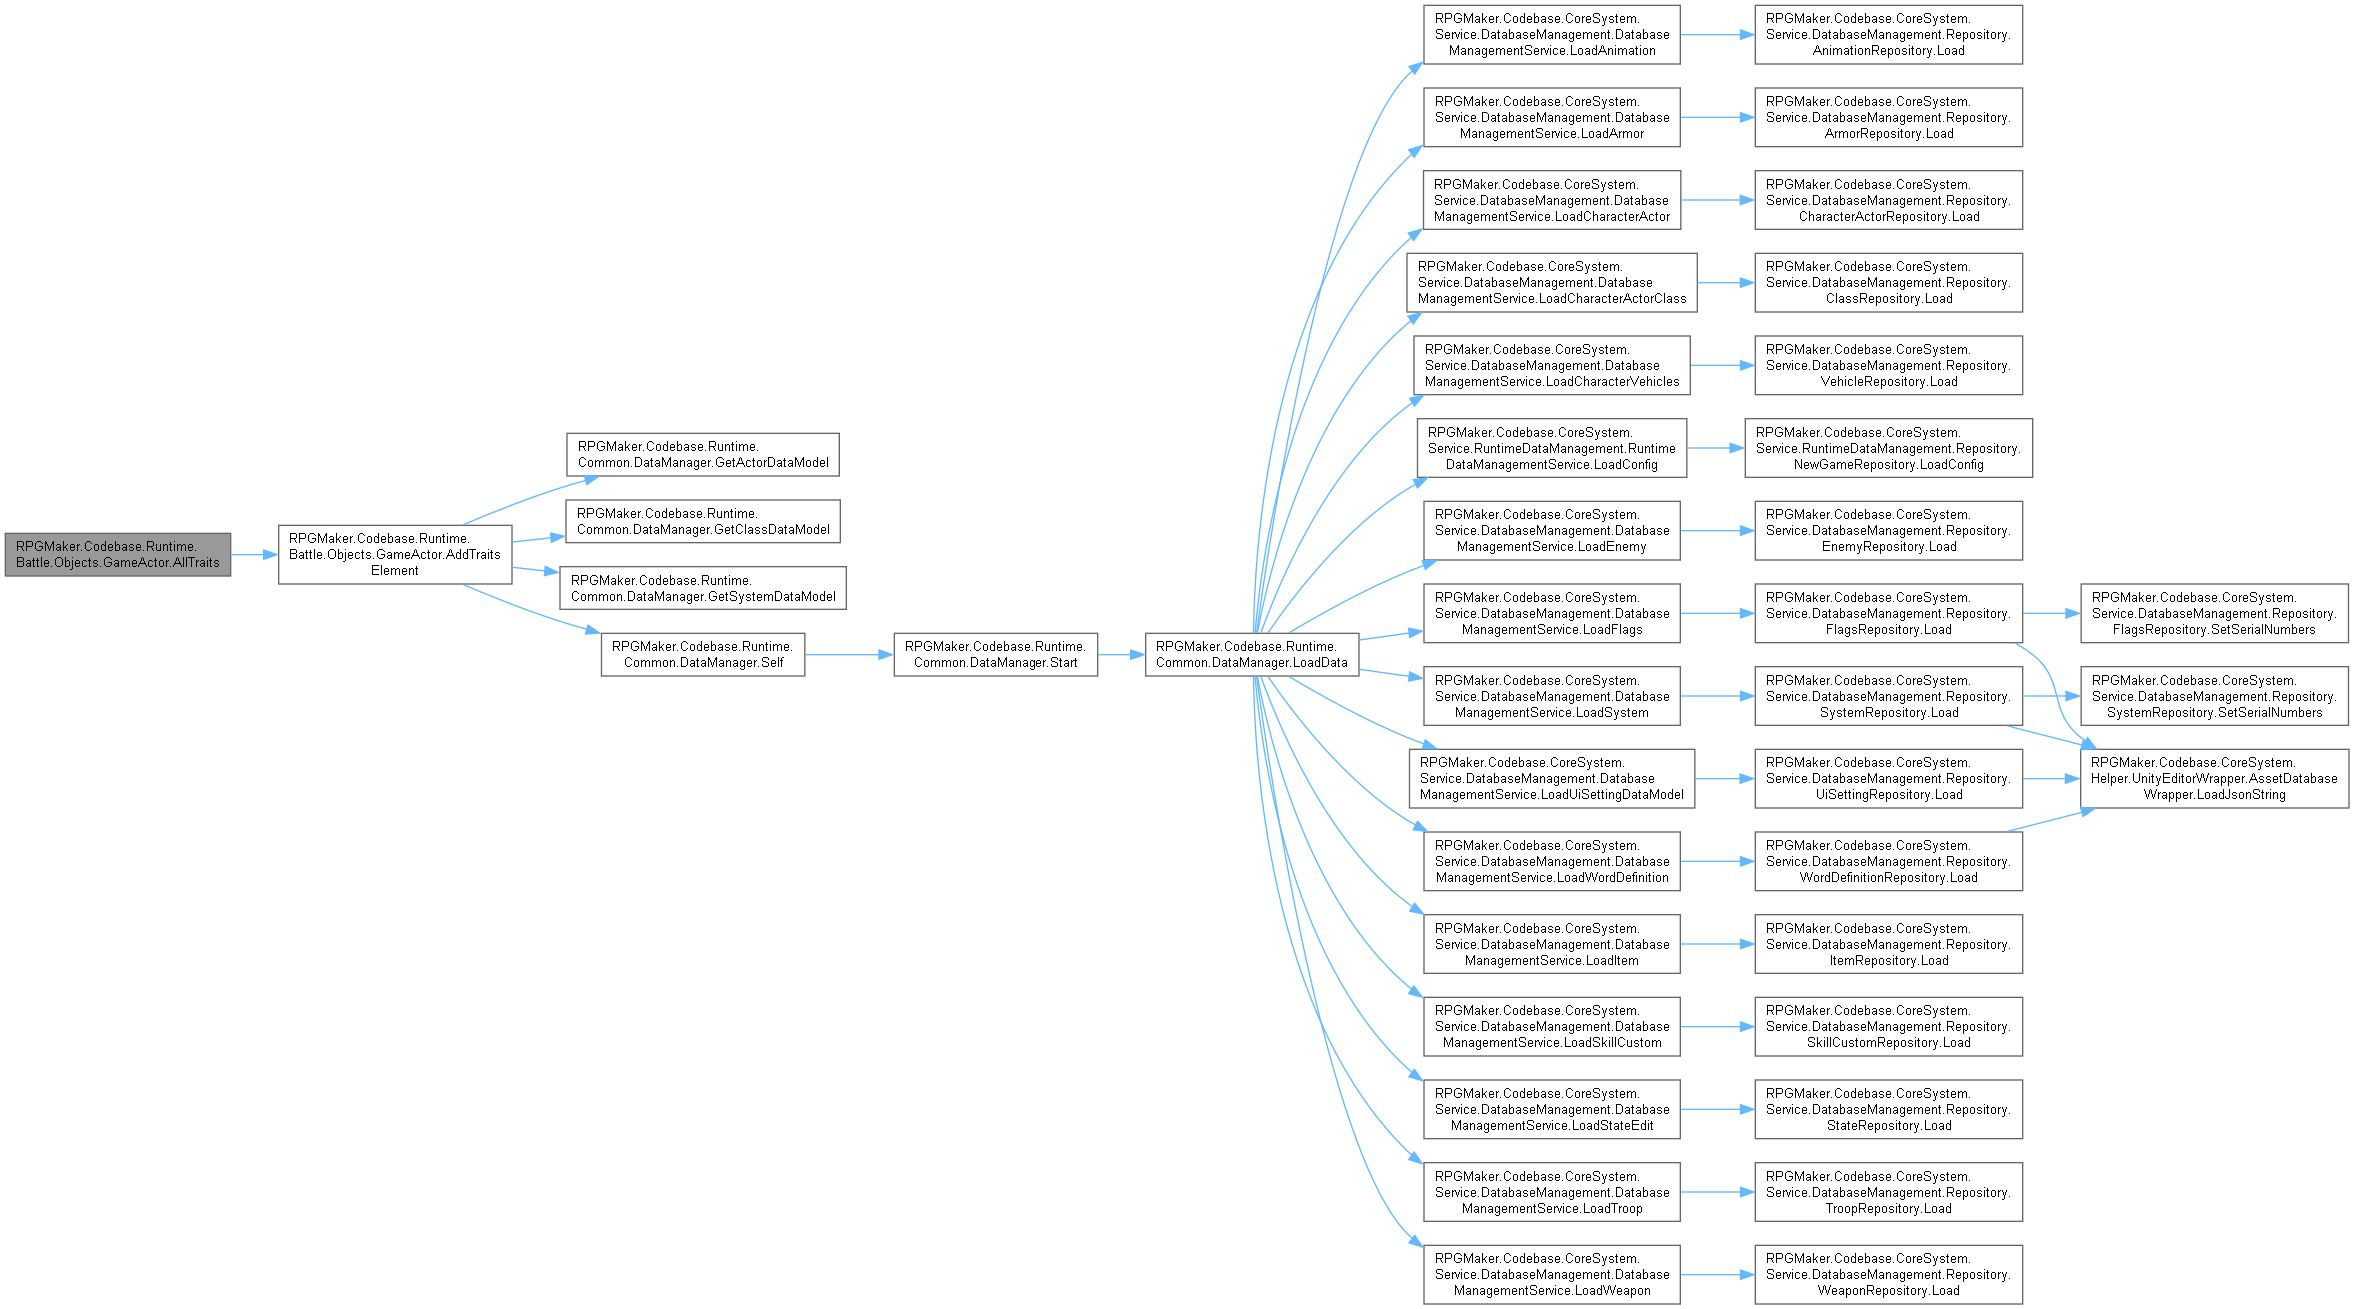 RPGMaker.Codebase.Runtime.
Battle.Objects.GameActor.AllTraits
RPGMaker.Codebase.Runtime.
Battle.Objects.GameActor.AddTraits
Element
RPGMaker.Codebase.Runtime.
Common.DataManager.GetActorDataModel
RPGMaker.Codebase.Runtime.
Common.DataManager.GetClassDataModel
RPGMaker.Codebase.Runtime.
Common.DataManager.GetSystemDataModel
RPGMaker.Codebase.Runtime.
Common.DataManager.Self
RPGMaker.Codebase.Runtime.
Common.DataManager.Start
RPGMaker.Codebase.Runtime.
Common.DataManager.LoadData
RPGMaker.Codebase.CoreSystem.
Service.DatabaseManagement.Database
ManagementService.LoadAnimation
RPGMaker.Codebase.CoreSystem.
Service.DatabaseManagement.Repository.
AnimationRepository.Load
RPGMaker.Codebase.CoreSystem.
Service.DatabaseManagement.Database
ManagementService.LoadArmor
RPGMaker.Codebase.CoreSystem.
Service.DatabaseManagement.Repository.
ArmorRepository.Load
RPGMaker.Codebase.CoreSystem.
Service.DatabaseManagement.Database
ManagementService.LoadCharacterActor
RPGMaker.Codebase.CoreSystem.
Service.DatabaseManagement.Repository.
CharacterActorRepository.Load
RPGMaker.Codebase.CoreSystem.
Service.DatabaseManagement.Database
ManagementService.LoadCharacterActorClass
RPGMaker.Codebase.CoreSystem.
Service.DatabaseManagement.Repository.
ClassRepository.Load
RPGMaker.Codebase.CoreSystem.
Service.DatabaseManagement.Database
ManagementService.LoadCharacterVehicles
RPGMaker.Codebase.CoreSystem.
Service.DatabaseManagement.Repository.
VehicleRepository.Load
RPGMaker.Codebase.CoreSystem.
Service.RuntimeDataManagement.Runtime
DataManagementService.LoadConfig
RPGMaker.Codebase.CoreSystem.
Service.RuntimeDataManagement.Repository.
NewGameRepository.LoadConfig
RPGMaker.Codebase.CoreSystem.
Service.DatabaseManagement.Database
ManagementService.LoadEnemy
RPGMaker.Codebase.CoreSystem.
Service.DatabaseManagement.Repository.
EnemyRepository.Load
RPGMaker.Codebase.CoreSystem.
Service.DatabaseManagement.Database
ManagementService.LoadFlags
RPGMaker.Codebase.CoreSystem.
Service.DatabaseManagement.Repository.
FlagsRepository.Load
RPGMaker.Codebase.CoreSystem.
Service.DatabaseManagement.Repository.
FlagsRepository.SetSerialNumbers
RPGMaker.Codebase.CoreSystem.
Service.DatabaseManagement.Database
ManagementService.LoadSystem
RPGMaker.Codebase.CoreSystem.
Service.DatabaseManagement.Repository.
SystemRepository.Load
RPGMaker.Codebase.CoreSystem.
Service.DatabaseManagement.Repository.
SystemRepository.SetSerialNumbers
RPGMaker.Codebase.CoreSystem.
Service.DatabaseManagement.Database
ManagementService.LoadUiSettingDataModel
RPGMaker.Codebase.CoreSystem.
Service.DatabaseManagement.Repository.
UiSettingRepository.Load
RPGMaker.Codebase.CoreSystem.
Helper.UnityEditorWrapper.AssetDatabase
Wrapper.LoadJsonString
RPGMaker.Codebase.CoreSystem.
Service.DatabaseManagement.Database
ManagementService.LoadWordDefinition
RPGMaker.Codebase.CoreSystem.
Service.DatabaseManagement.Repository.
WordDefinitionRepository.Load
RPGMaker.Codebase.CoreSystem.
Service.DatabaseManagement.Database
ManagementService.LoadItem
RPGMaker.Codebase.CoreSystem.
Service.DatabaseManagement.Repository.
ItemRepository.Load
RPGMaker.Codebase.CoreSystem.
Service.DatabaseManagement.Database
ManagementService.LoadSkillCustom
RPGMaker.Codebase.CoreSystem.
Service.DatabaseManagement.Repository.
SkillCustomRepository.Load
RPGMaker.Codebase.CoreSystem.
Service.DatabaseManagement.Database
ManagementService.LoadStateEdit
RPGMaker.Codebase.CoreSystem.
Service.DatabaseManagement.Repository.
StateRepository.Load
RPGMaker.Codebase.CoreSystem.
Service.DatabaseManagement.Database
ManagementService.LoadTroop
RPGMaker.Codebase.CoreSystem.
Service.DatabaseManagement.Repository.
TroopRepository.Load
RPGMaker.Codebase.CoreSystem.
Service.DatabaseManagement.Database
ManagementService.LoadWeapon
RPGMaker.Codebase.CoreSystem.
Service.DatabaseManagement.Repository.
WeaponRepository.Load